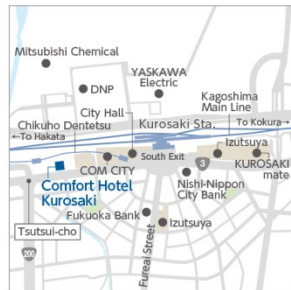 Mitsubishi Chemical
DNP
YASKAWA
Electric
Kagoshima
Main Line
City Hall
Kurosaki Sta.
Chikuho Dentetsu
←To Hakata
To Kokura→
South Exit
3
Izutsuya
COM CITY
KUROSAKI
mate
Nishi-Nippon
City Bank
Comfort Hotel
Kurosaki
Fukuoka Bank
Izutsuya
Tsutsui-cho
Fureai Street
200